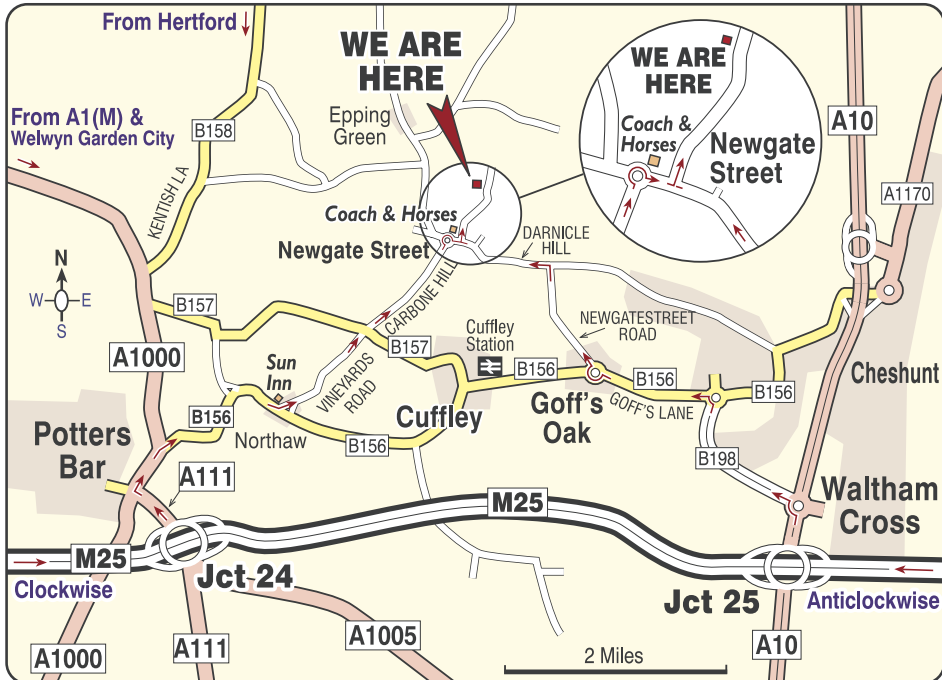 From Hertford
WE ARE
HERE
WE ARE
HERE
From A1(M) &
Welwyn Garden City
B158
Epping
Green
Coach &
Horses
Newgate
Street
A10
A1170
KENTISH LA
Coach & Horses
Newgate Street
DARNICLE
HILL
N
W
E
S
B157
CARBONE HILL
NEWGATESTREET
ROAD
A1000
Sun
Inn
VINEYARDS
ROAD
B157
Cuffley
Station
B156
B156
B156
Cheshunt
B156
Northaw
B156
Cuffley
Goff's
Oak
GOFF'S LANE
Potters
Bar
A111
B198
Waltham
Cross
M25
M25
Clockwise
Jct 24
Jct 25
Anticlockwise
A1000
A111
A1005
2 Miles
A10